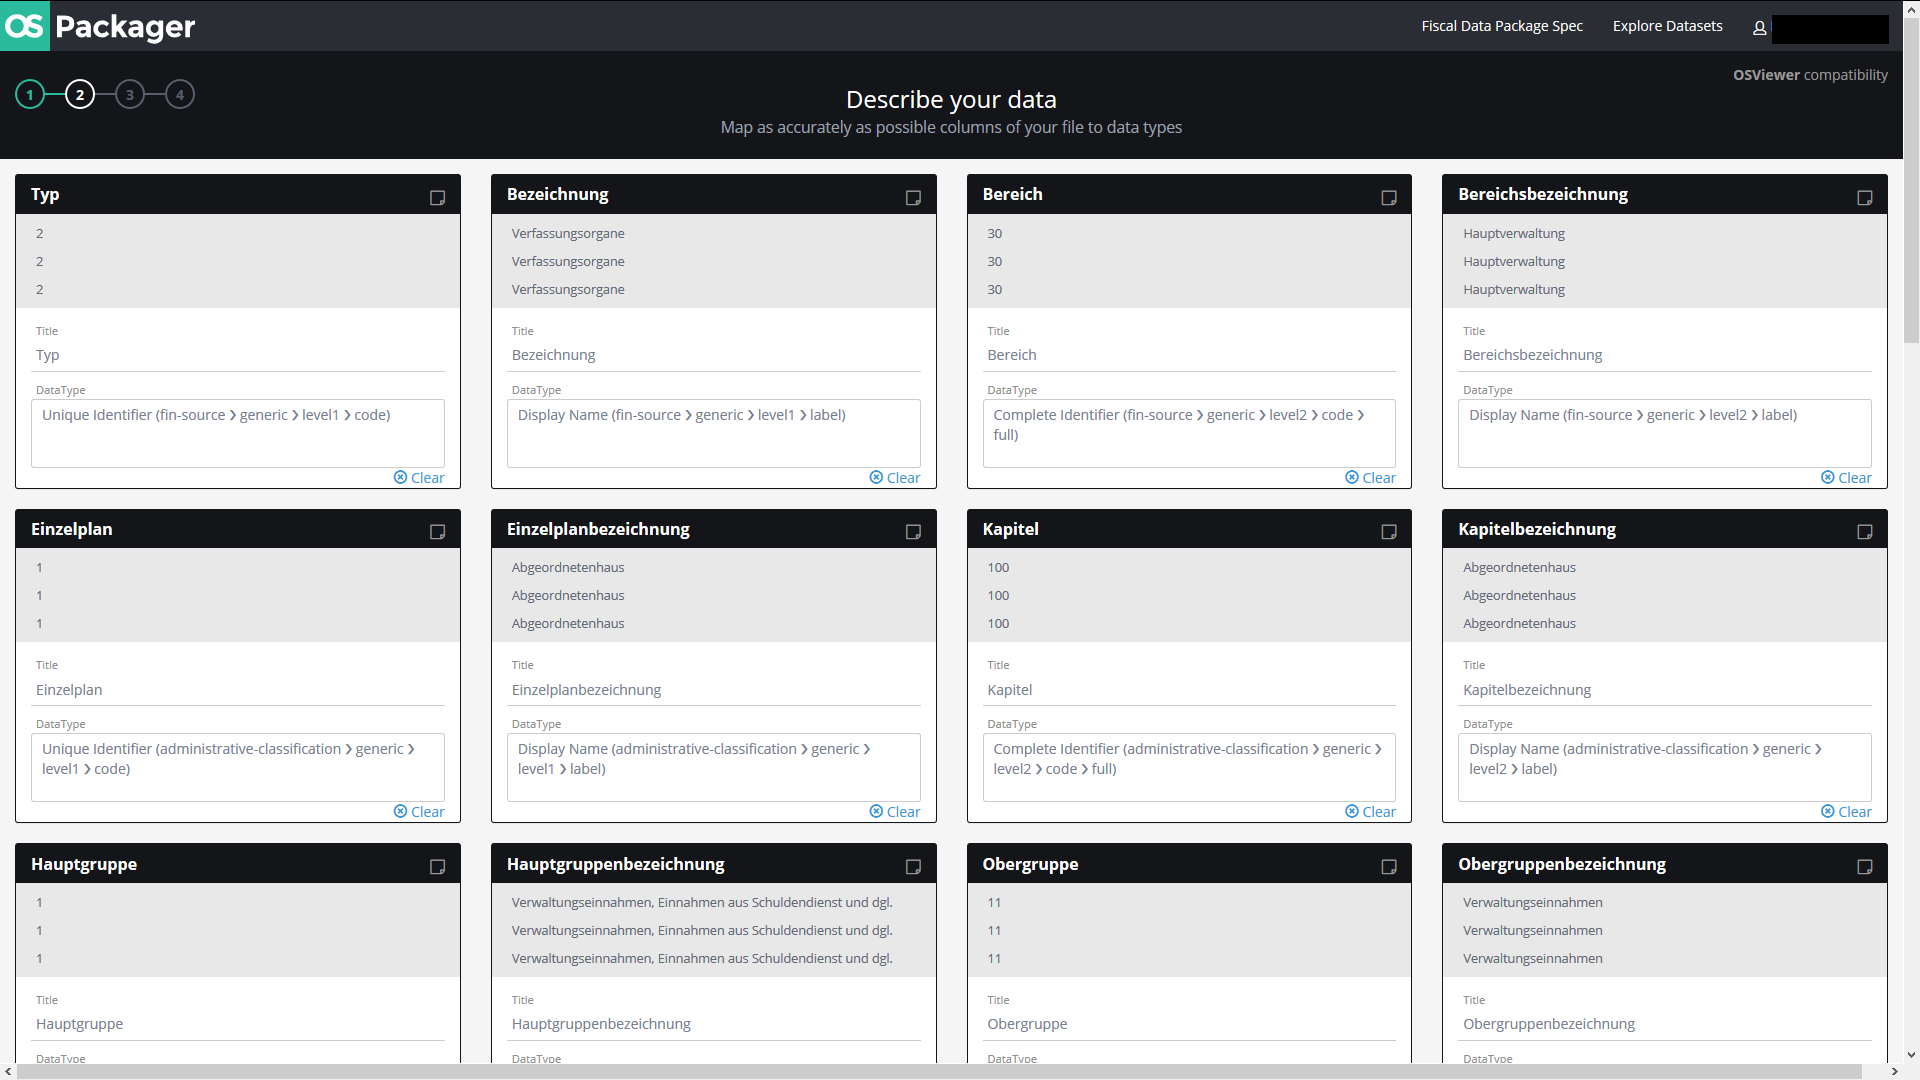 OS Packager
Fiscal Data Package Spec
Explore Datasets
1 2 3 4
OSViewer compatibility
Describe your data
Map as accurately as possible columns of your file to data types
Typ
2
2
2
Title
Typ
DataType
Unique Identifier (fin-source > generic > level1 > code)
Clear
Bezeichnung
Verfassungsorgane
Verfassungsorgane
Verfassungsorgane
Title
Bezeichnung
DataType
Display Name (fin-source > generic > level1 > label)
Clear
Bereich
30
30
30
Title
Bereich
DataType
Complete Identifier (fin-source > generic > level2 > code >
full)
Clear
Bereichsbezeichnung
Hauptverwaltung
Hauptverwaltung
Hauptverwaltung
Title
Bereichsbezeichnung
DataType
Display Name (fin-source > generic > level2 > label)
Clear
Einzelplan
1
1
1
Title
Einzelplan
DataType
Unique Identifier (administrative-classification > generic >
level1 > code)
Clear
Einzelplanbezeichnung
Abgeordnetenhaus
Abgeordnetenhaus
Abgeordnetenhaus
Title
Einzelplanbezeichnung
DataType
Display Name (administrative-classification > generic >
level1 > label)
Clear
Kapitel
100
100
100
Title
Kapitel
DataType
Complete Identifier (administrative-classification > generic >
level2 > code > full)
Clear
Kapitelbezeichnung
Abgeordnetenhaus
Abgeordnetenhaus
Abgeordnetenhaus
Title
Kapitelbezeichnung
DataType
Display Name (administrative-classification > generic >
level2 > label)
Clear
Hauptgruppe
1
1
1
Title
Hauptgruppe
DataType
Hauptgruppenbezeichnung
Verwaltungseinnahmen, Einnahmen aus Schuldendienst und dgl.
Verwaltungseinnahmen, Einnahmen aus Schuldendienst und dgl.
Verwaltungseinnahmen, Einnahmen aus Schuldendienst und dgl.
Title
Hauptgruppenbezeichnung
DataType
Obergruppe
11
11
11
Title
Obergruppe
DataType
Obergruppenbezeichnung
Verwaltungseinnahmen
Verwaltungseinnahmen
Verwaltungseinnahmen
Title
Obergruppenbezeichnung
DataType